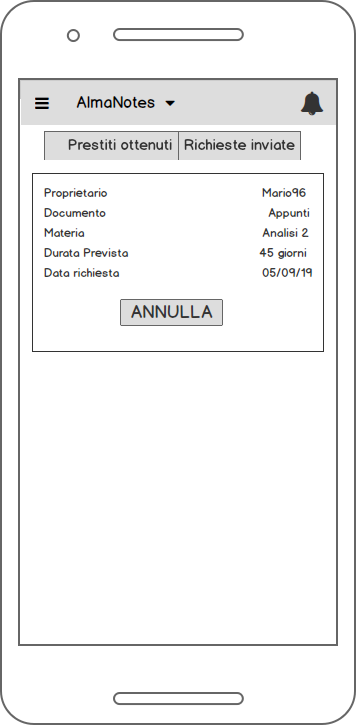 AlmaNotes
Prestiti ottenuti Richieste inviate
Proprietario Mario96
Documento Appunti
Materia Analisi 2
Durata Prevista 45 giorni
Data richiesta 05/09/19
ANNULLA